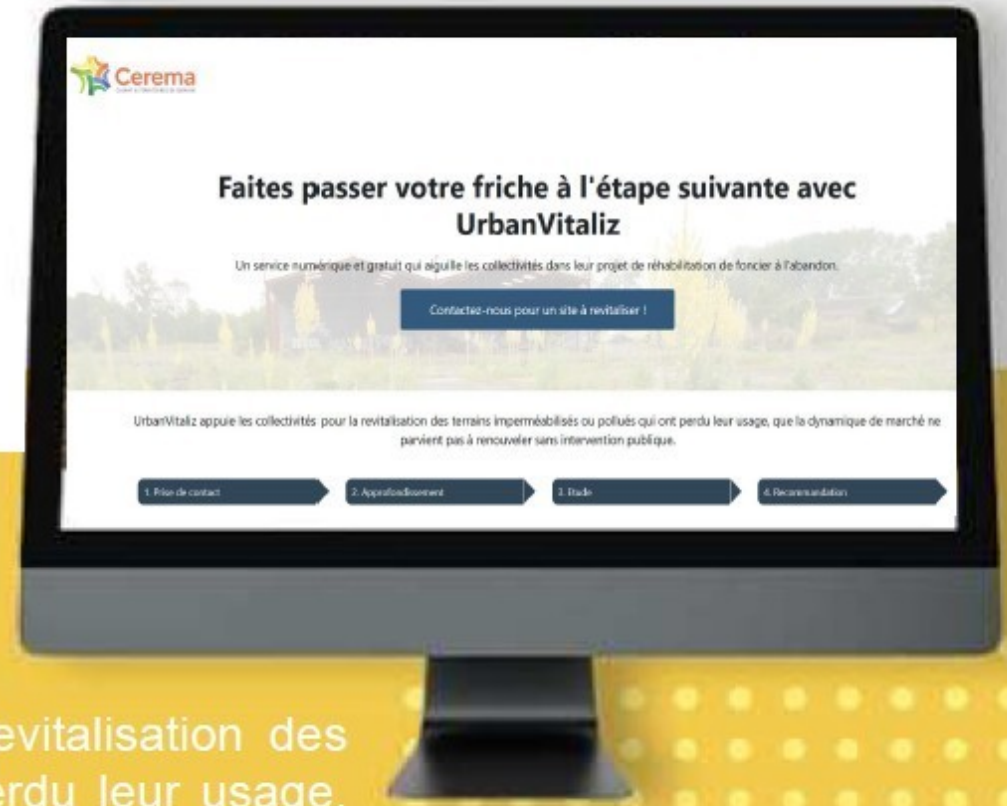 Cerema
Faites passer votre friche à l'étape suivante avec
UrbanVitaliz
Un service numérique et gratuit qui aiguille les collectivités dans leur projet de réhabilitation de foncier à l'abandon.
Contactez-nous pour un site à revitaliser !
UrbanVitaliz appuie les collectivités pour la revitalisation des terrains imperméabilisés ou pollués qui ont perdu leur usage, que la dynamique de marché ne
parvient pas à renouveler sans intervention publique.
1. Prise de contact
2. Approfondissement
3. Etude
4. Recommandation
evitalisation des
erdu leur usage,